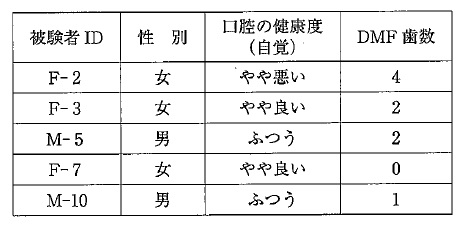 被験者ID 性別 口腔の健康度(自覚) DMF歯数
F-2 女 やや悪い 4
F-3 女 やや良い 2
M-5 男 ふつう 2
F-7 女 やや良い 0
M-10 男 ふつう 1